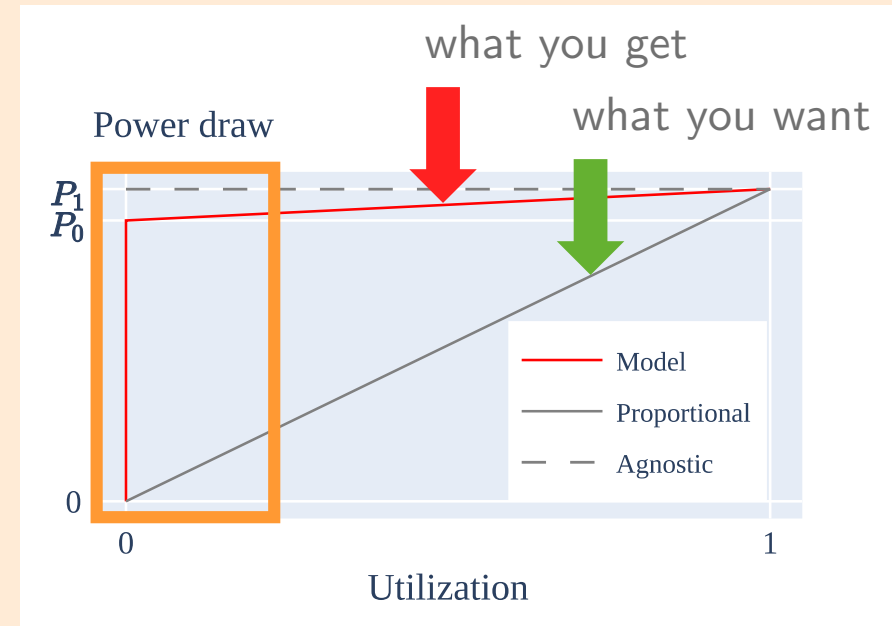 what you get
what you want
Power draw
P₁
P₀
0
Model
Proportional
Agnostic
0
1
Utilization